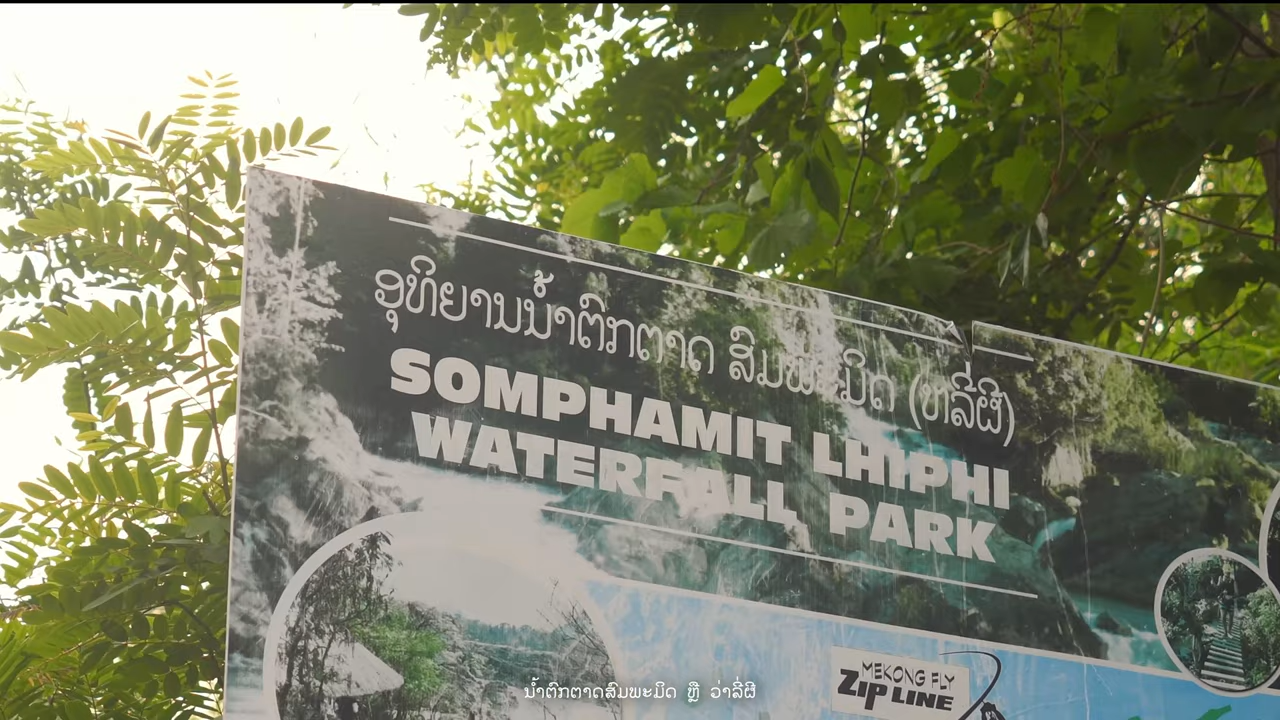 ອຸທິຍານນ້ຳຕົກຕາດ ສົມພະມິດ (ຫລີ່ຜີ)
SOMPHAMIT LHIPHI
WATERFALL PARK
MEKONG FLY
ZIP LINE
ນ້ຳຕົກຕາດສົມພະມິດ ຫຼື ວ່າລີ່ຜີ